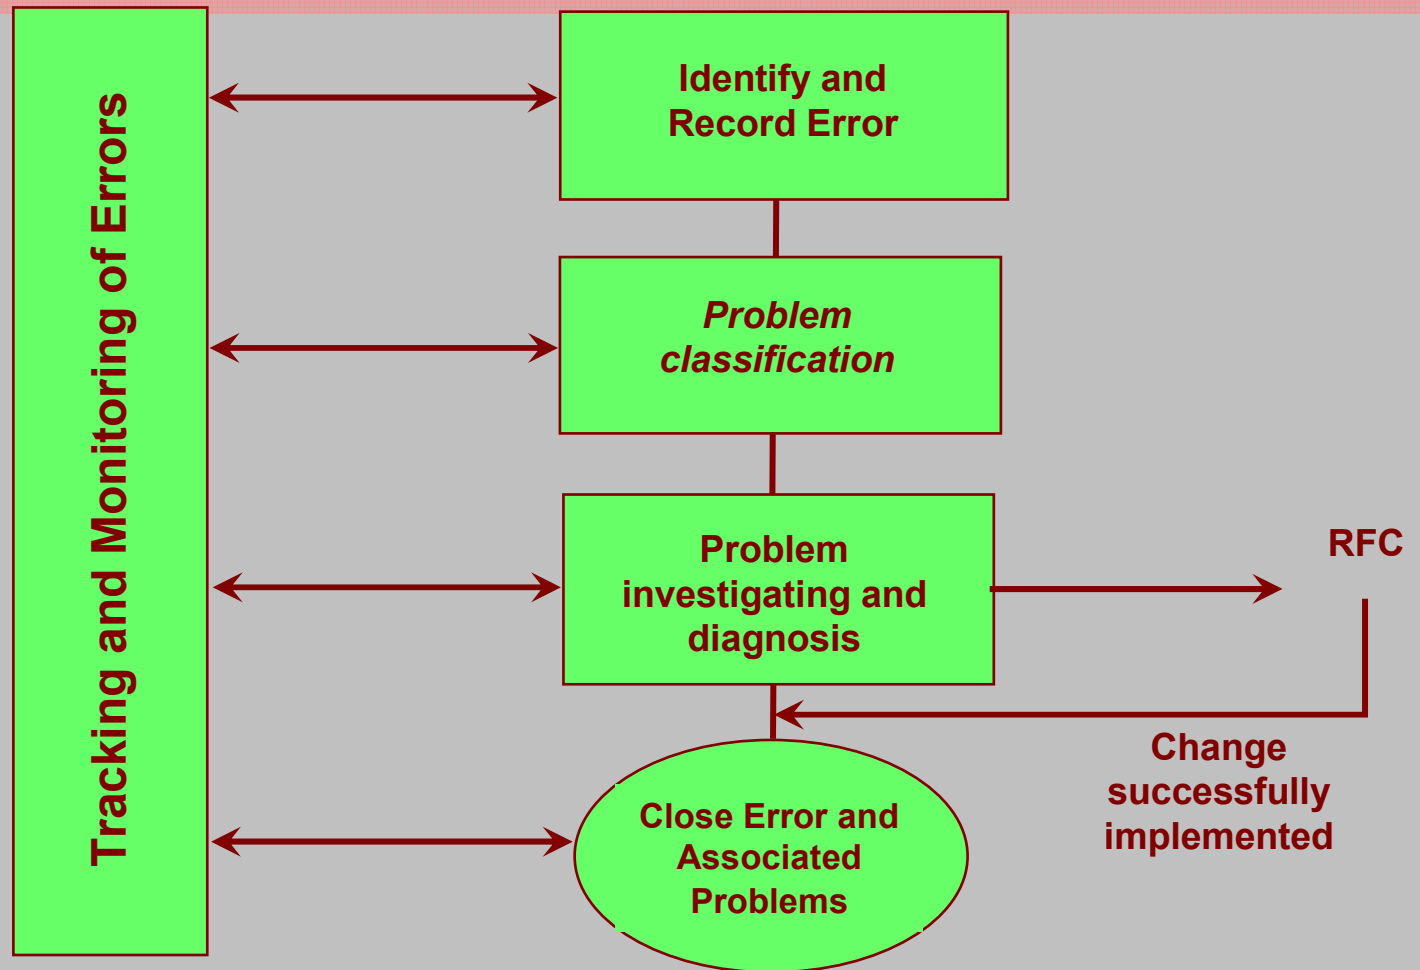 Tracking and Monitoring of Errors
Identify and
Record Error
Problem
classification
Problem
investigating and
diagnosis
RFC
Change
successfully
implemented
Close Error and
Associated
Problems